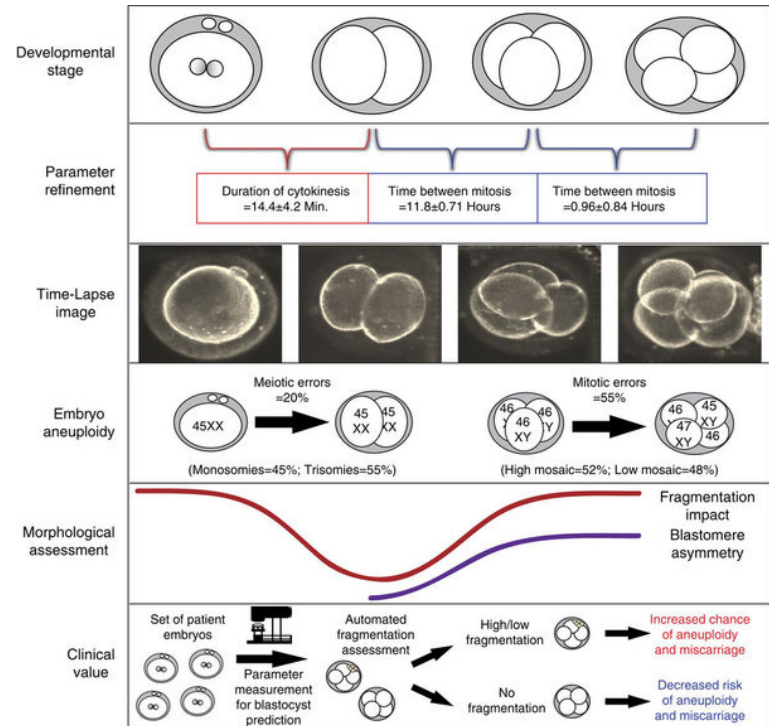 Developmental
stage
Parameter
refinement
Duration of cytokinesis
=14.4±4.2 Min.
Time between mitosis
=11.8±0.71 Hours
Time between mitosis
=0.96±0.84 Hours
Time-Lapse
image
Embryo
aneuploidy
45XX
Meiotic errors
=20%
45
XX
45
XX
(Monosomies=45%; Trisomies=55%)
46
46
XY
46
XY
Mitotic errors
=55%
46
45
XY
47
XY
46
(High mosaic=52%; Low mosaic=48%)
Morphological
assessment
Fragmentation
impact
Blastomere
asymmetry
Clinical
value
Set of patient
embryos
Parameter
measurement
for blastocyst
prediction
Automated
fragmentation
assessment
High/low
fragmentation
Increased chance
of aneuploidy
and miscarriage
No
fragmentation
Decreased risk
of aneuploidy
and miscarriage